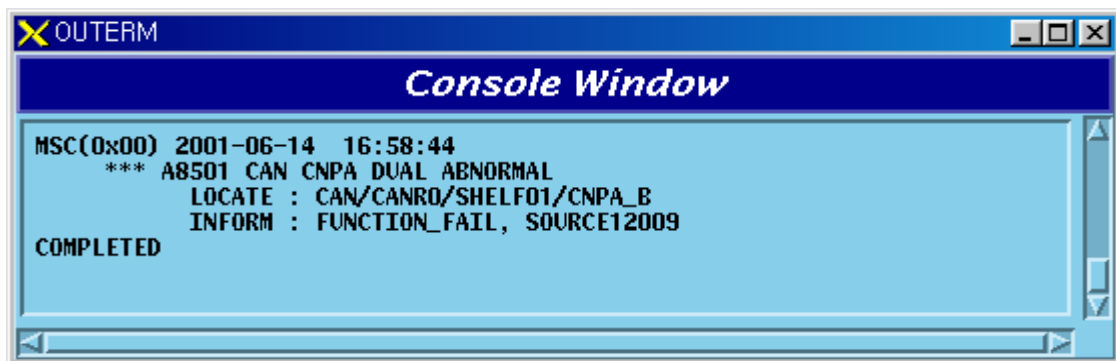 OUTERM
Console Window
MSC(0x00) 2001-06-14 16:58:44
*** A8501 CAN CNPA DUAL ABNORMAL
LOCATE : CAN/CANR0/SHELF01/CNPA_B
INFORM : FUNCTION_FAIL, SOURCE12009
COMPLETED